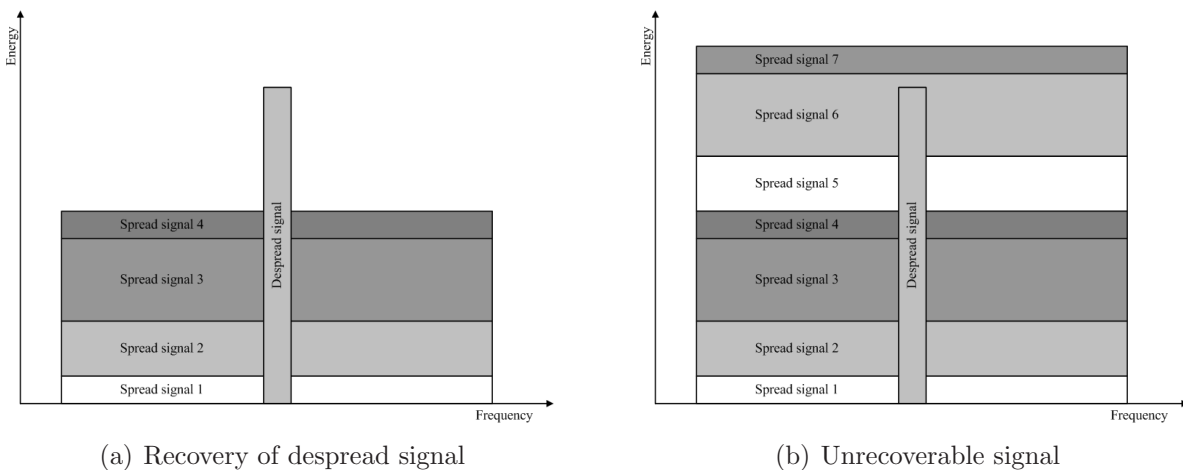 Energy
Spread signal 4
Spread signal 3
Spread signal 2
Spread signal 1
Despread signal
Frequency
(a) Recovery of despread signal
Energy
Spread signal 7
Spread signal 6
Spread signal 5
Spread signal 4
Spread signal 3
Spread signal 2
Spread signal 1
Despread signal
Frequency
(b) Unrecoverable signal